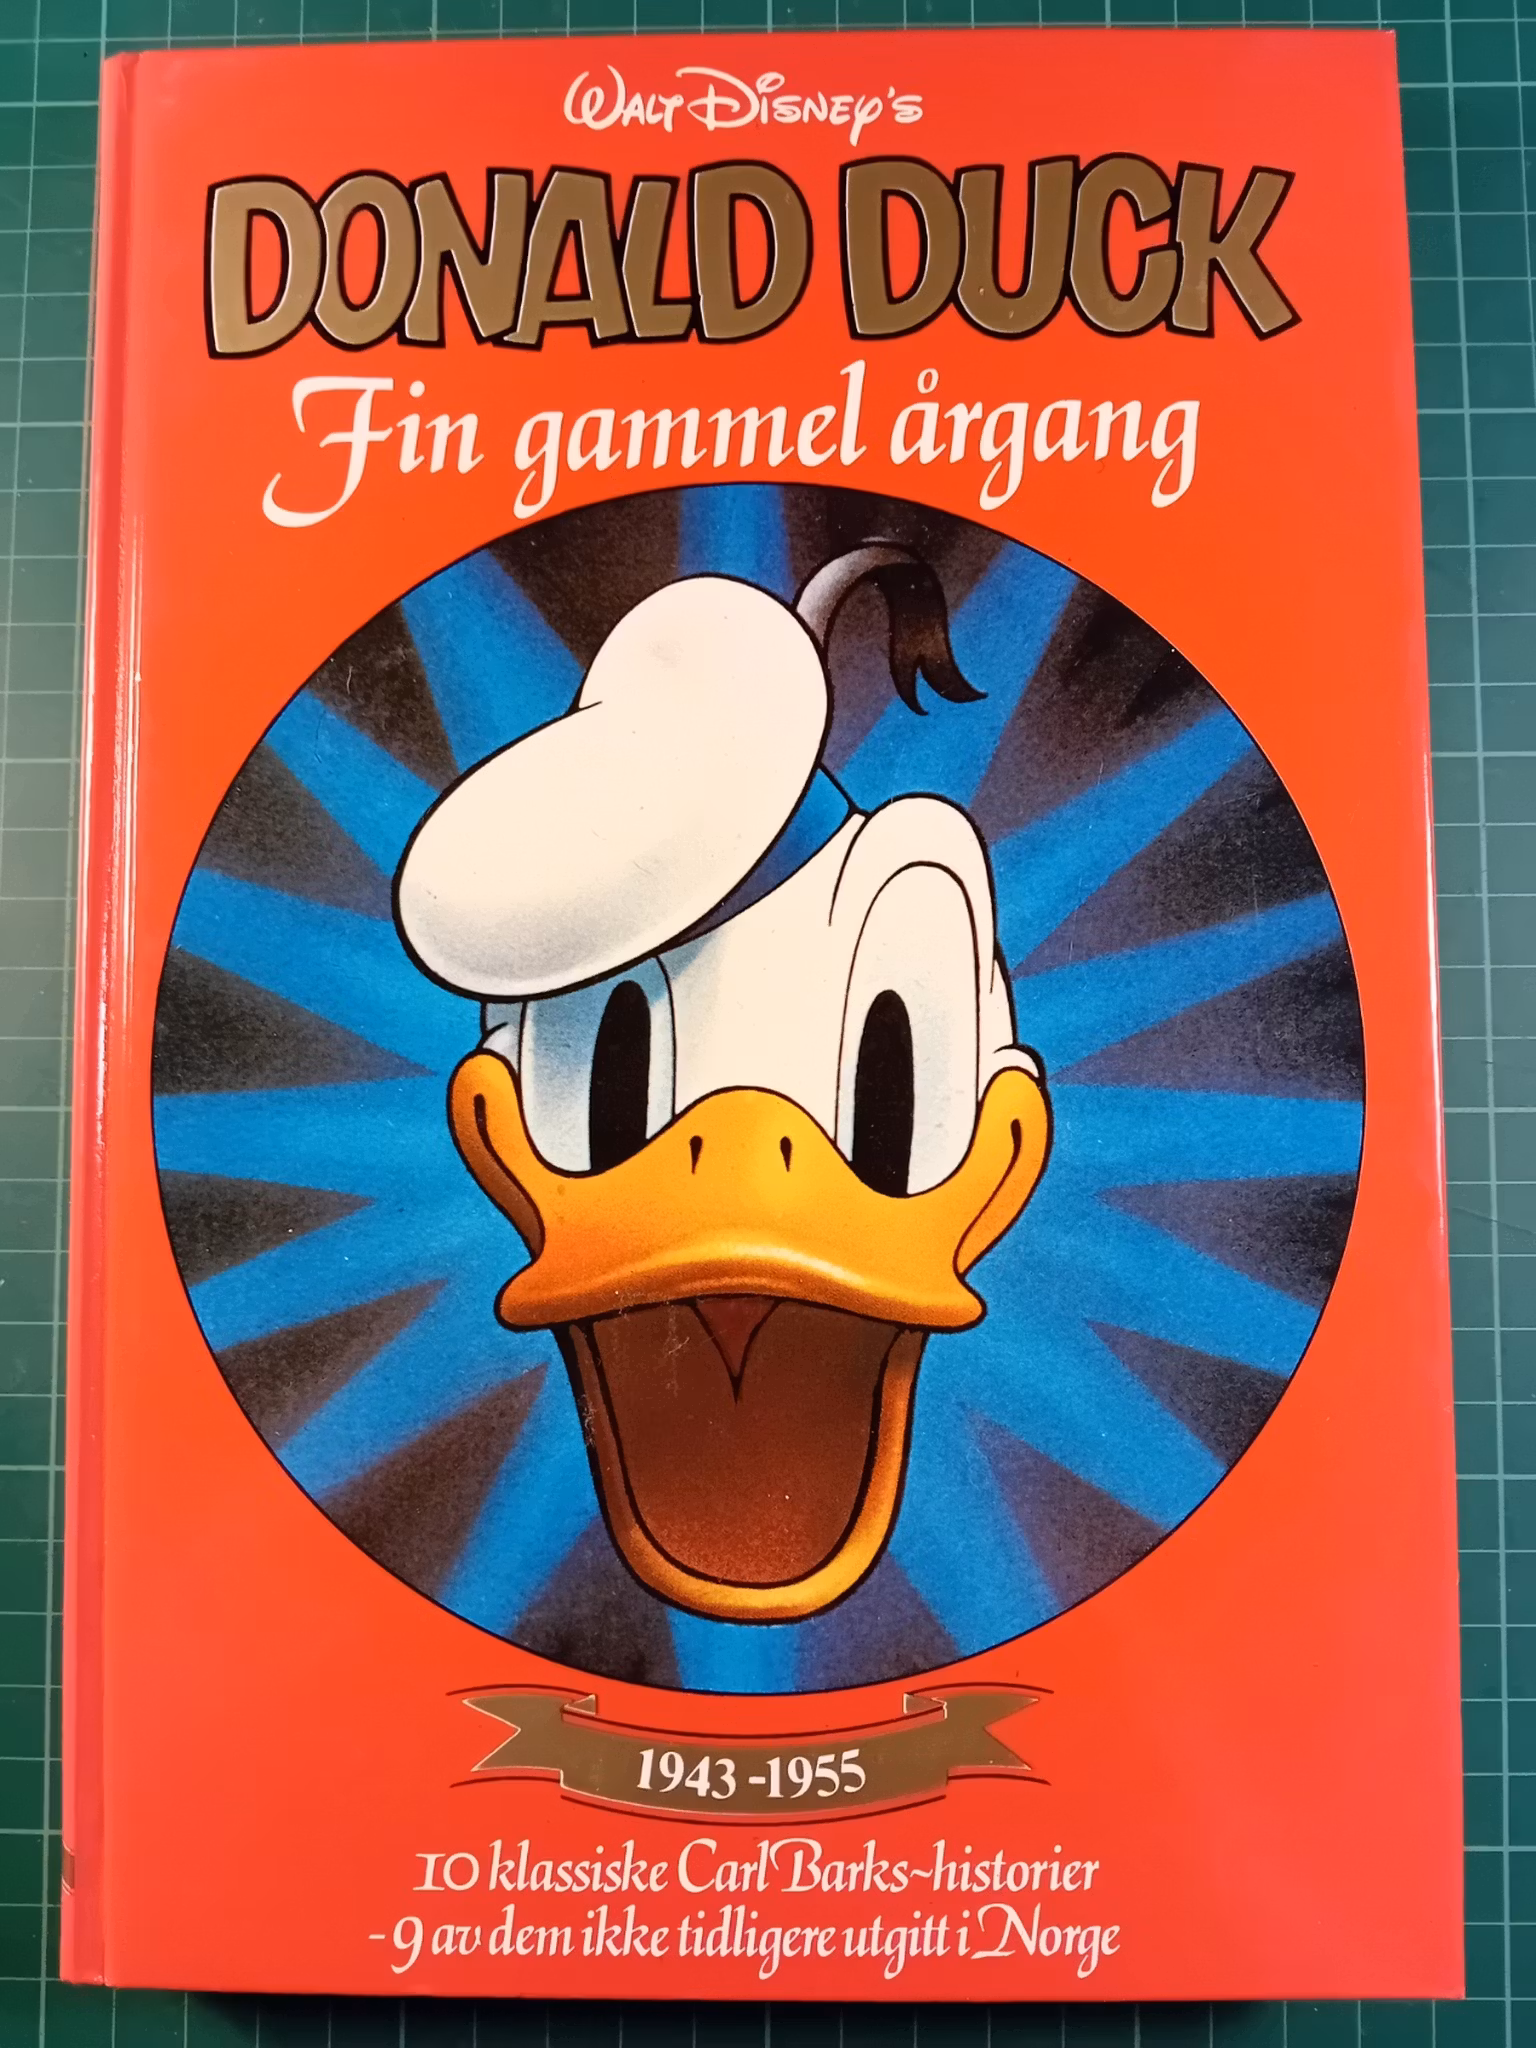 Walt Disney's
DONALD DUCK
Fin gammel årgang
1943-1955
10 klassiske Carl Barks-historier
- 9 av dem ikke tidligere utgitt i Norge